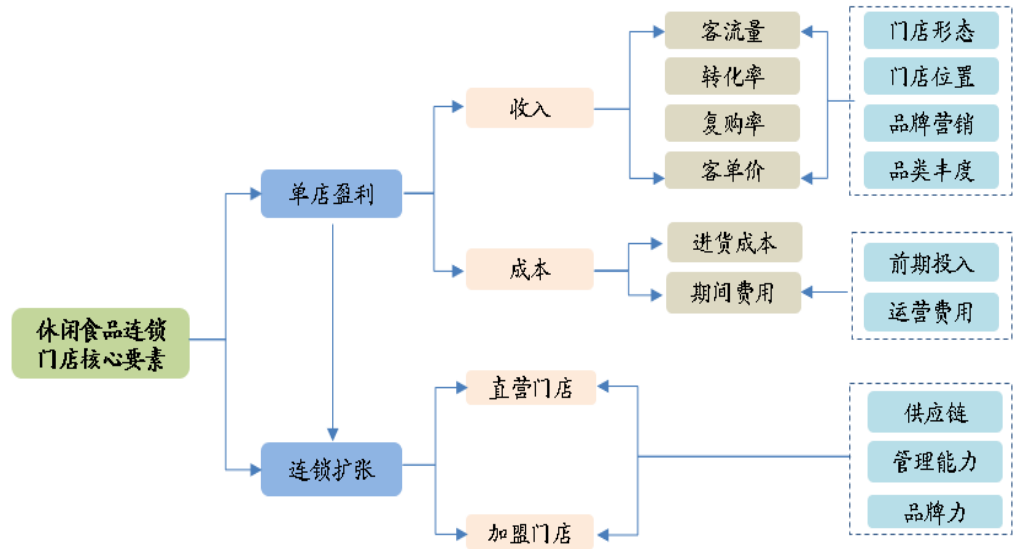 客流量
门店形态
转化率
门店位置
收入
复购率
品牌营销
客单价
品类丰度
单店盈利
进货成本
成本
前期投入
期间费用
运营费用
休闲食品连锁
门店核心要素
直营门店
供应链
连锁扩张
管理能力
加盟门店
品牌力